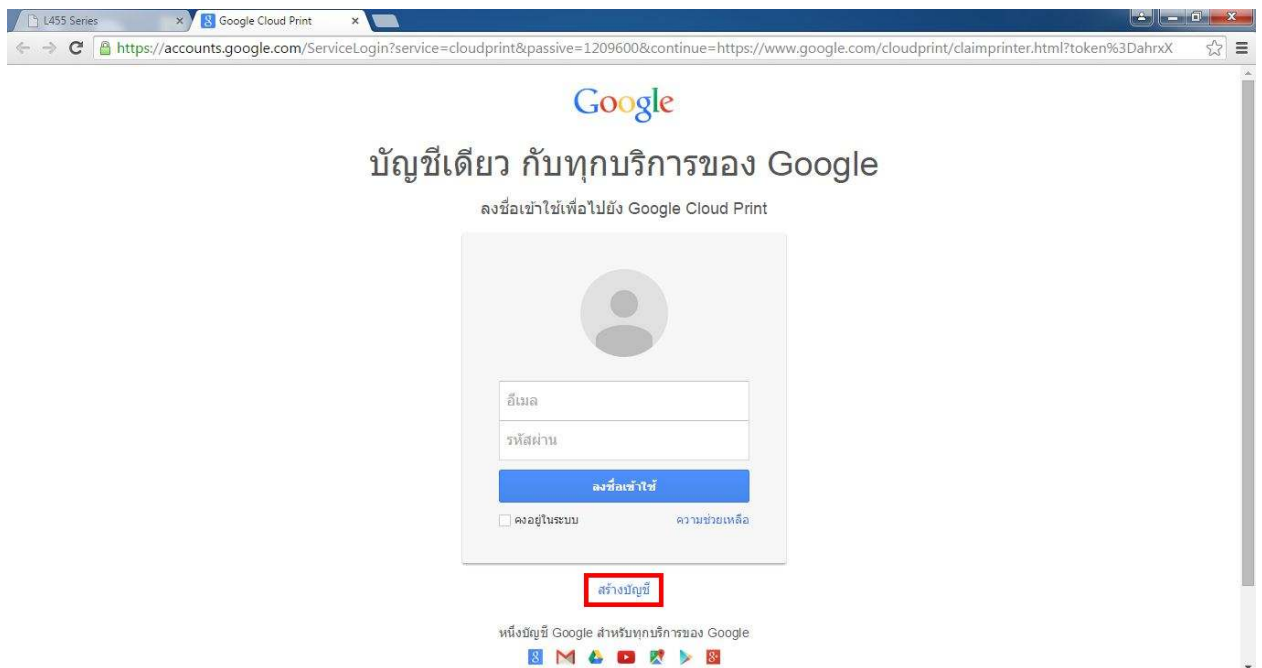 L455 Series
Google Cloud Print
https://accounts.google.com/ServiceLogin?service=cloudprint&passive=1209600&continue=https://www.google.com/cloudprint/claimprinter.html?token%3DahrxX
Google
บัญชีเดียว กับทุกบริการของ Google
ลงชื่อเข้าใช้เพื่อไปยัง Google Cloud Print
อีเมล
รหัสผ่าน
ลงชื่อเข้าใช้
คงอยู่ในระบบ ความช่วยเหลือ
สร้างบัญชี
หนึ่งบัญชี Google สำหรับทุกบริการของ Google